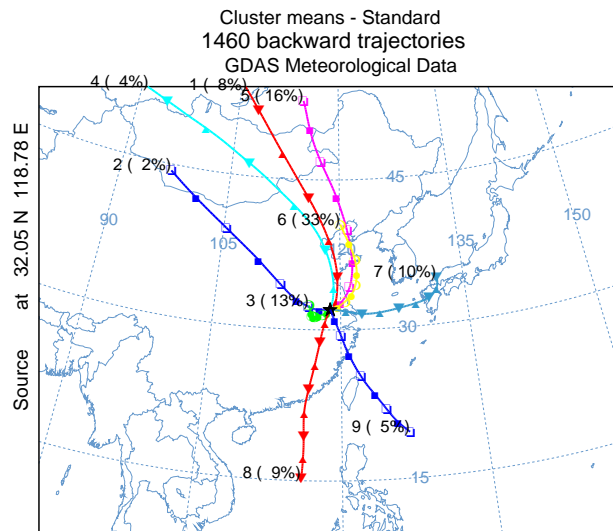 Cluster means - Standard
1460 backward trajectories
GDAS Meteorological Data
Source at 32.05 N 118.78 E
4 ( 4%)
1 ( 8%)
5 ( 16%)
2 ( 2%)
45
6 ( 33%)
90
105
135
150
7 ( 10%)
3 ( 13%)
30
9 ( 5%)
8 ( 9%)
15